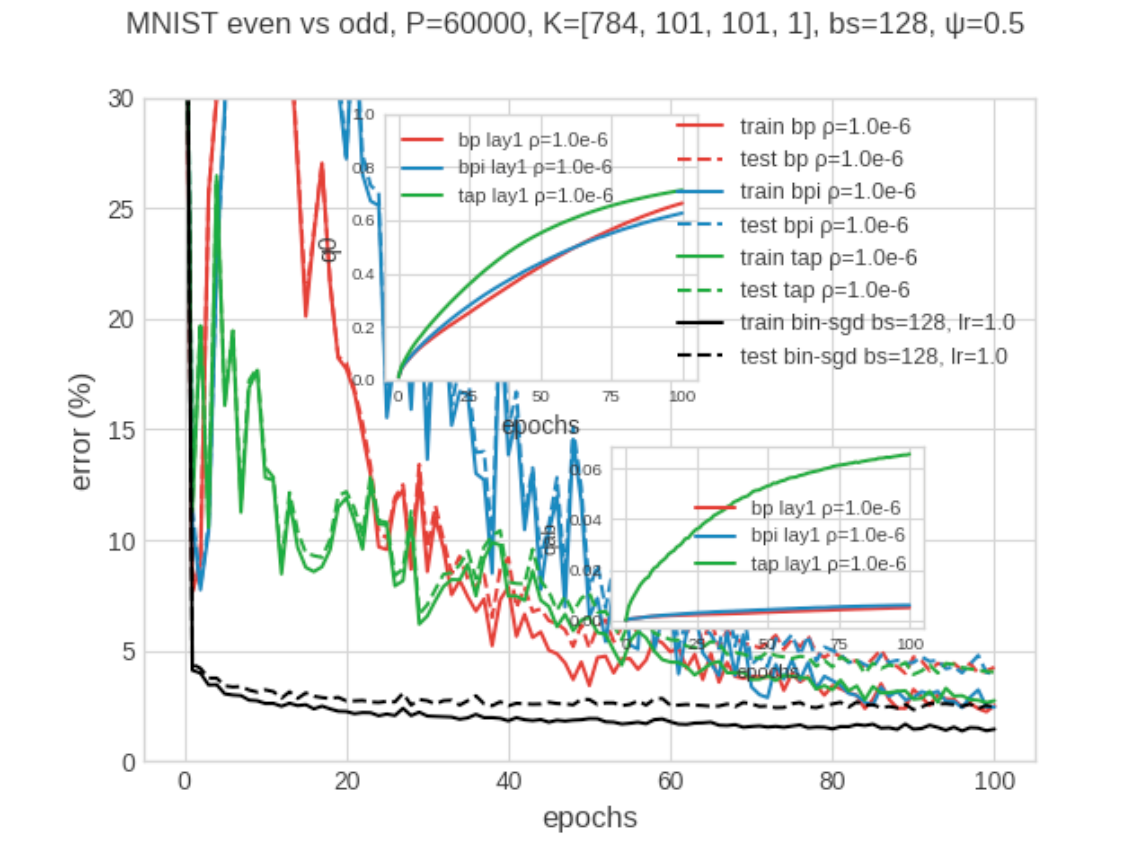 MNIST even vs odd, P=60000, K=[784, 101, 101, 1], bs=128, ψ=0.5
error (%)
30
25
20
15
10
5
0
0
20
40
60
80
100
epochs
train bp ρ=1.0e-6
test bp ρ=1.0e-6
train bpi ρ=1.0e-6
test bpi ρ=1.0e-6
train tap ρ=1.0e-6
test tap ρ=1.0e-6
train bin-sgd bs=128, lr=1.0
test bin-sgd bs=128, lr=1.0
q0
1.0
0.8
0.6
0.4
0.2
0.0
bp lay1 ρ=1.0e-6
bpi lay1 ρ=1.0e-6
tap lay1 ρ=1.0e-6
0
25
50
75
100
epochs
qab
0.06
0.04
0.02
0.00
bp lay1 ρ=1.0e-6
bpi lay1 ρ=1.0e-6
tap lay1 ρ=1.0e-6
0
25
50
75
100
epochs